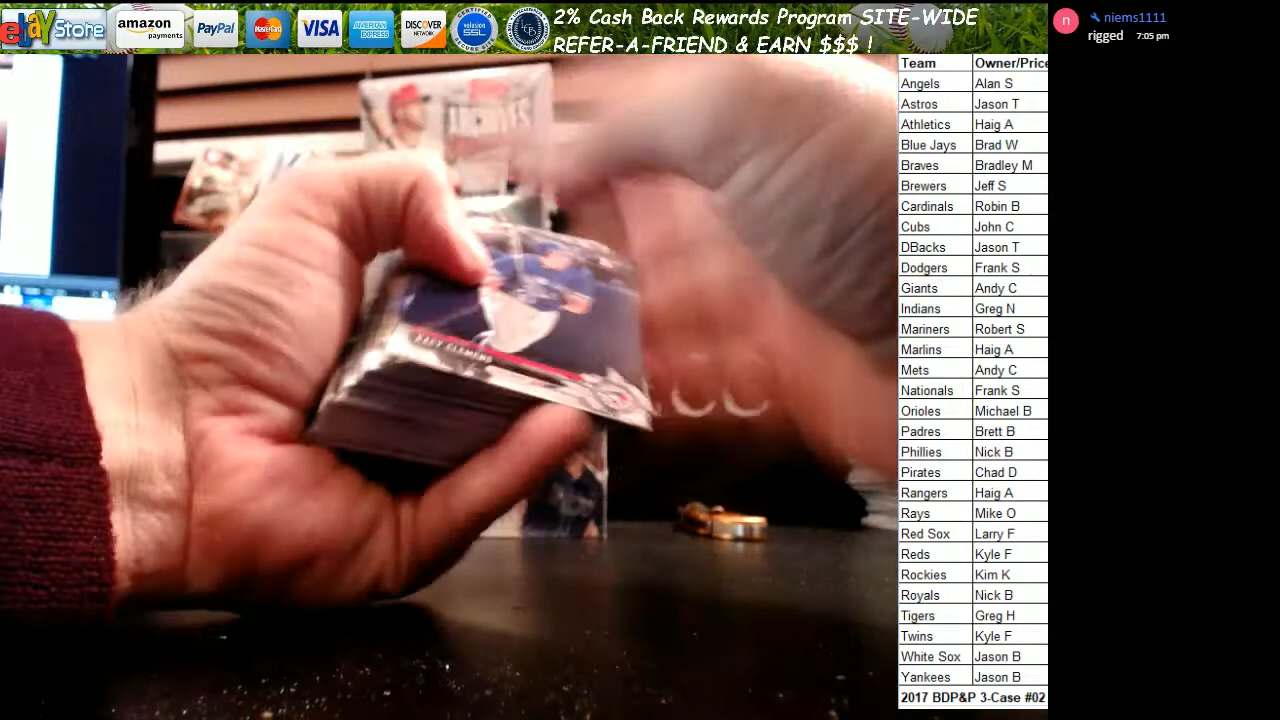 ebay Store
amazon
payments
PayPal
MasterCard
VISA
AMERICAN
EXPRESS
DISCOVER
NETWORK
SSL
2% Cash Back Rewards Program SITE-WIDE
REFER-A-FRIEND & EARN $$$ !
n niems1111
rigged 7:05 pm
Team Owner/Price
Angels Alan S
Astros Jason T
Athletics Haig A
Blue Jays Brad W
Braves Bradley M
Brewers Jeff S
Cardinals Robin B
Cubs John C
DBacks Jason T
Dodgers Frank S
Giants Andy C
Indians Greg N
Mariners Robert S
Marlins Haig A
Mets Andy C
Nationals Frank S
Orioles Michael B
Padres Brett B
Phillies Nick B
Pirates Chad D
Rangers Haig A
Rays Mike O
Red Sox Larry F
Reds Kyle F
Rockies Kim K
Royals Nick B
Tigers Greg H
Twins Kyle F
White Sox Jason B
Yankees Jason B
2017 BDP&P 3-Case #02
KACY CLEMENS